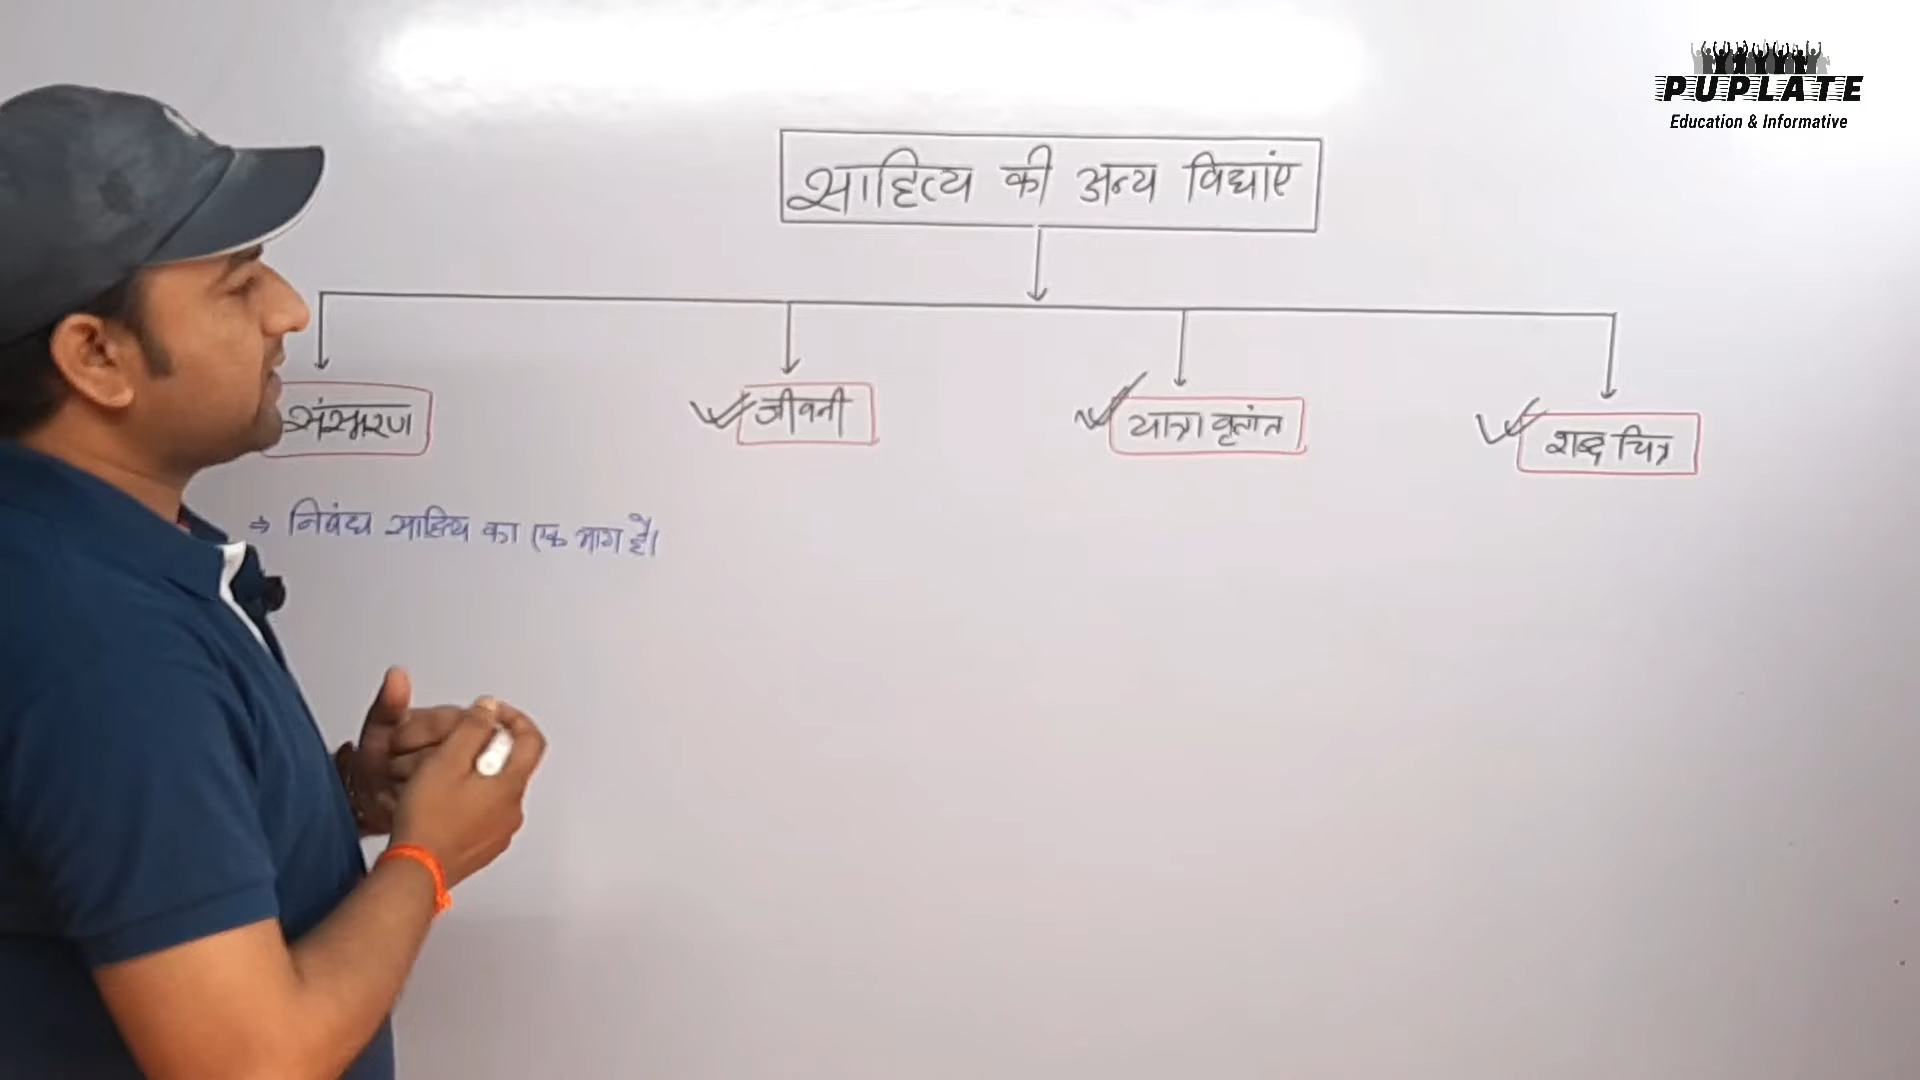 PUPLATE
Education & Informative
साहित्य की अन्य विधाएं
संस्मरण
जीवनी
यात्रा वृतांत
शब्द चित्र
⇒ निबंध साहित्य का एक भाग है।